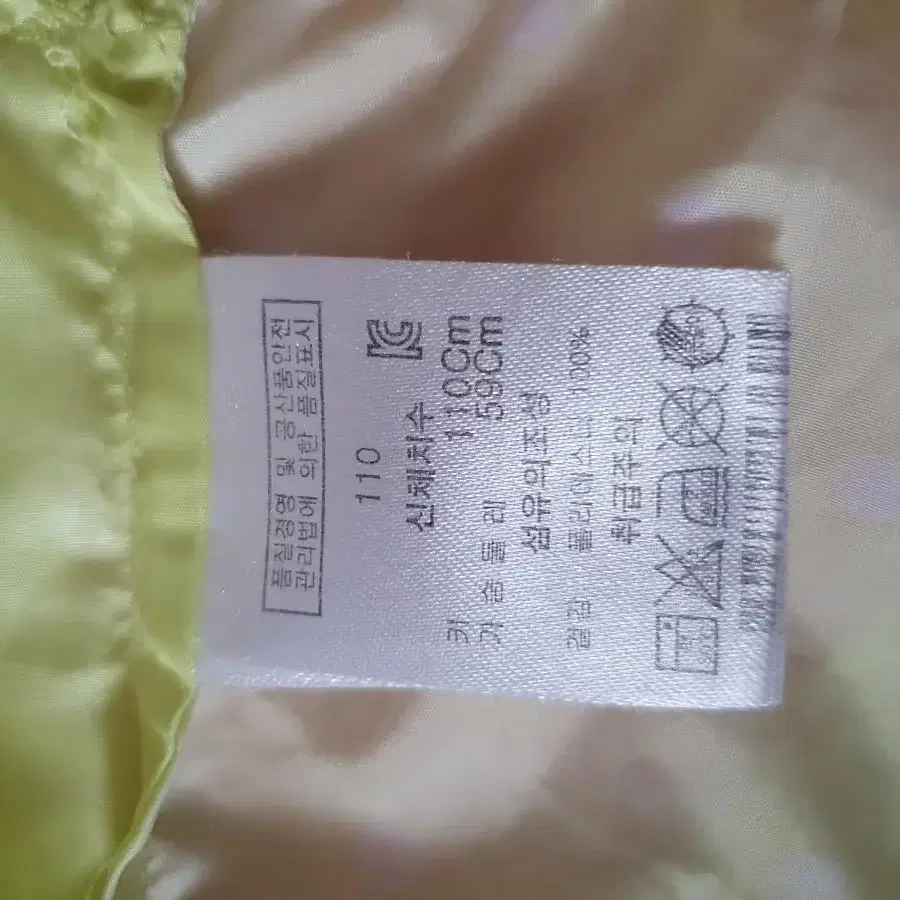 품질경영 및 공산품안전
관리법에 의한 품질표시
110
신체치수
키 110Cm
가슴둘레 59Cm
섬유의조성
겉감 폴리에스터
취급주의